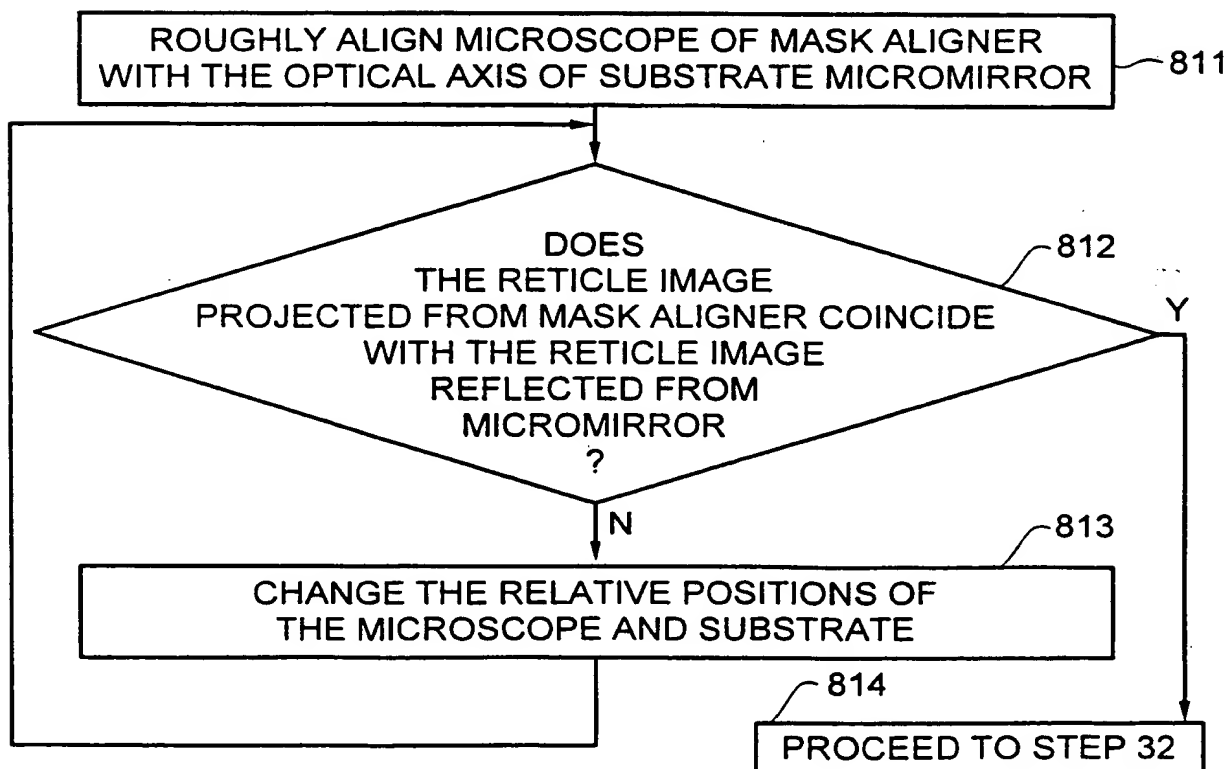 ROUGHLY ALIGN MICROSCOPE OF MASK ALIGNER
WITH THE OPTICAL AXIS OF SUBSTRATE MICROMIRROR
811
DOES
THE RETICLE IMAGE
PROJECTED FROM MASK ALIGNER COINCIDE
WITH THE RETICLE IMAGE
REFLECTED FROM
MICROMIRROR
?
812
Y
N
813
CHANGE THE RELATIVE POSITIONS OF
THE MICROSCOPE AND SUBSTRATE
814
PROCEED TO STEP 32